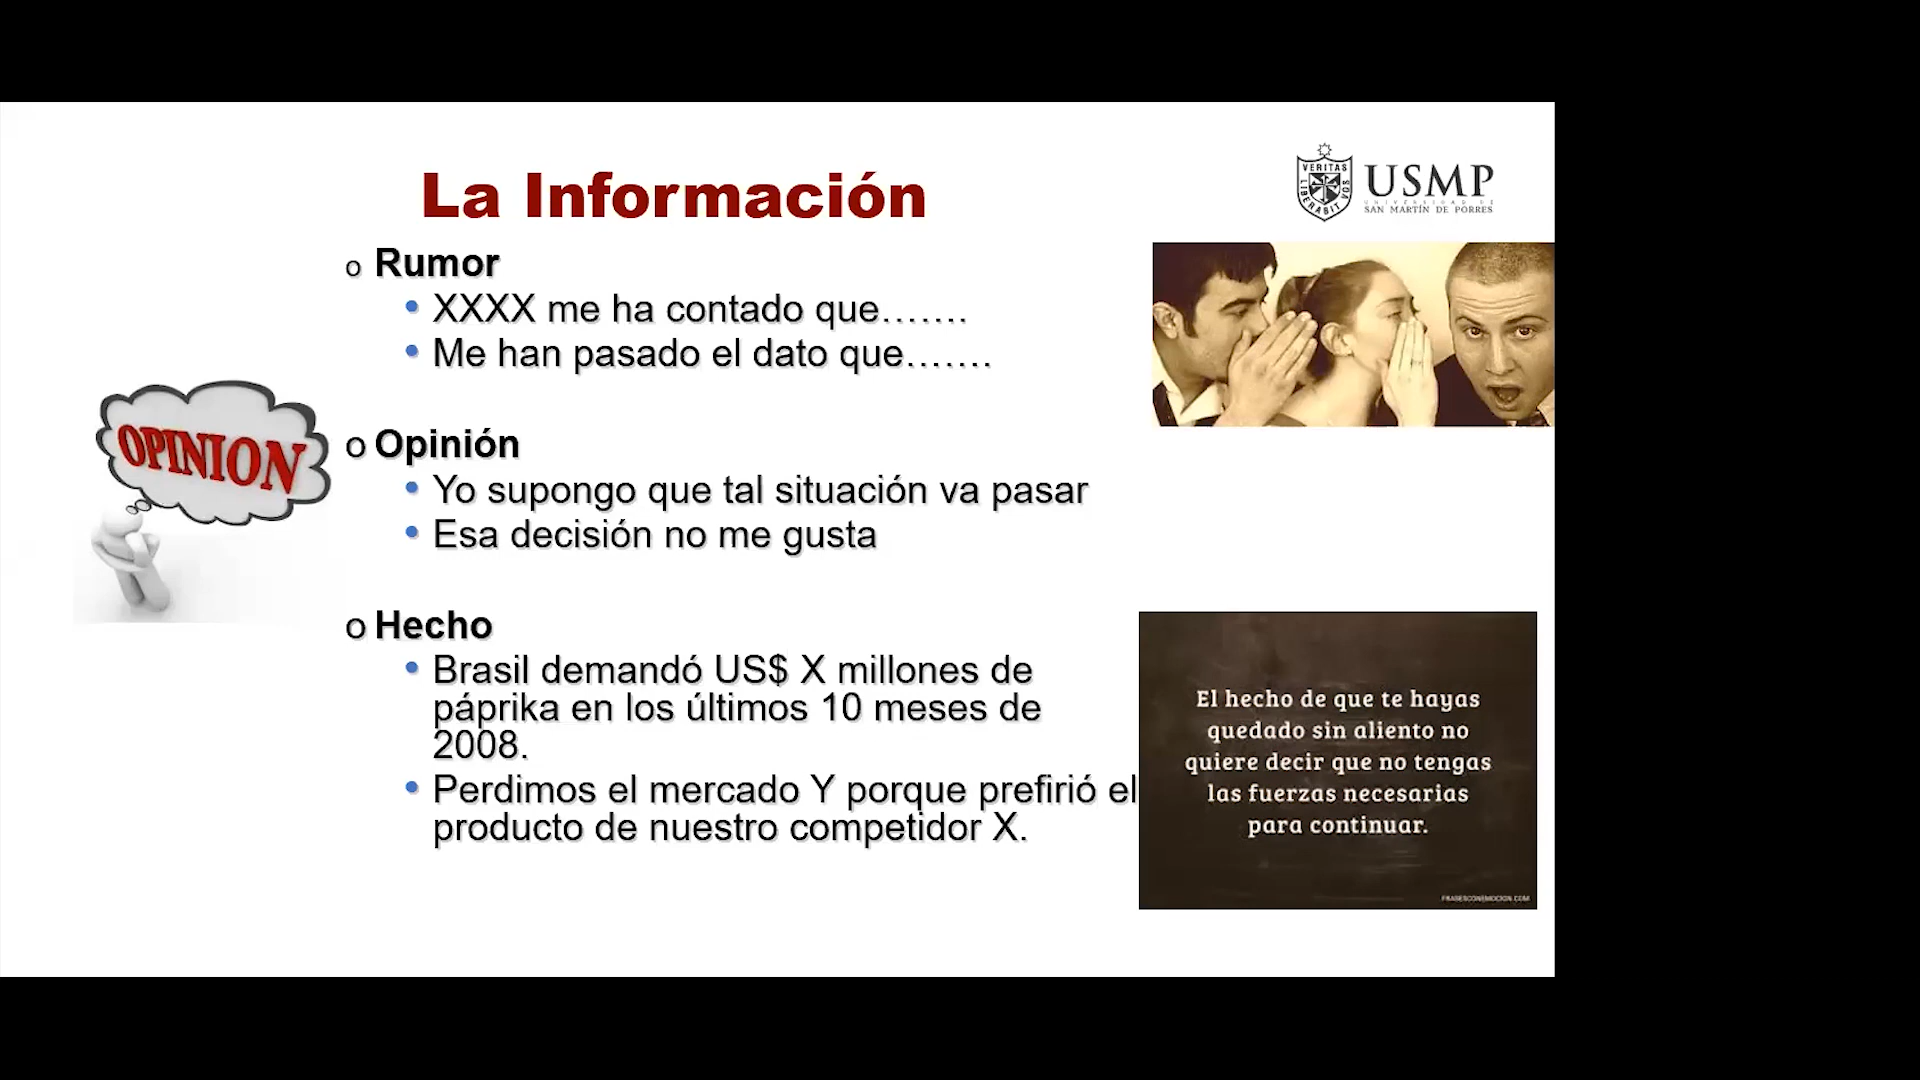 La Información
VERITAS
LIBERABIT VOS
USMP
UNIVERSIDAD DE
SAN MARTÍN DE PORRES
o Rumor
• XXXX me ha contado que…….
• Me han pasado el dato que…….
OPINION
o Opinión
• Yo supongo que tal situación va pasar
• Esa decisión no me gusta
o Hecho
• Brasil demandó US$ X millones de
páprika en los últimos 10 meses de
2008.
• Perdimos el mercado Y porque prefirió el
producto de nuestro competidor X.
El hecho de que te hayas
quedado sin aliento no
quiere decir que no tengas
las fuerzas necesarias
para continuar.
FRASESCONEMOCION.COM